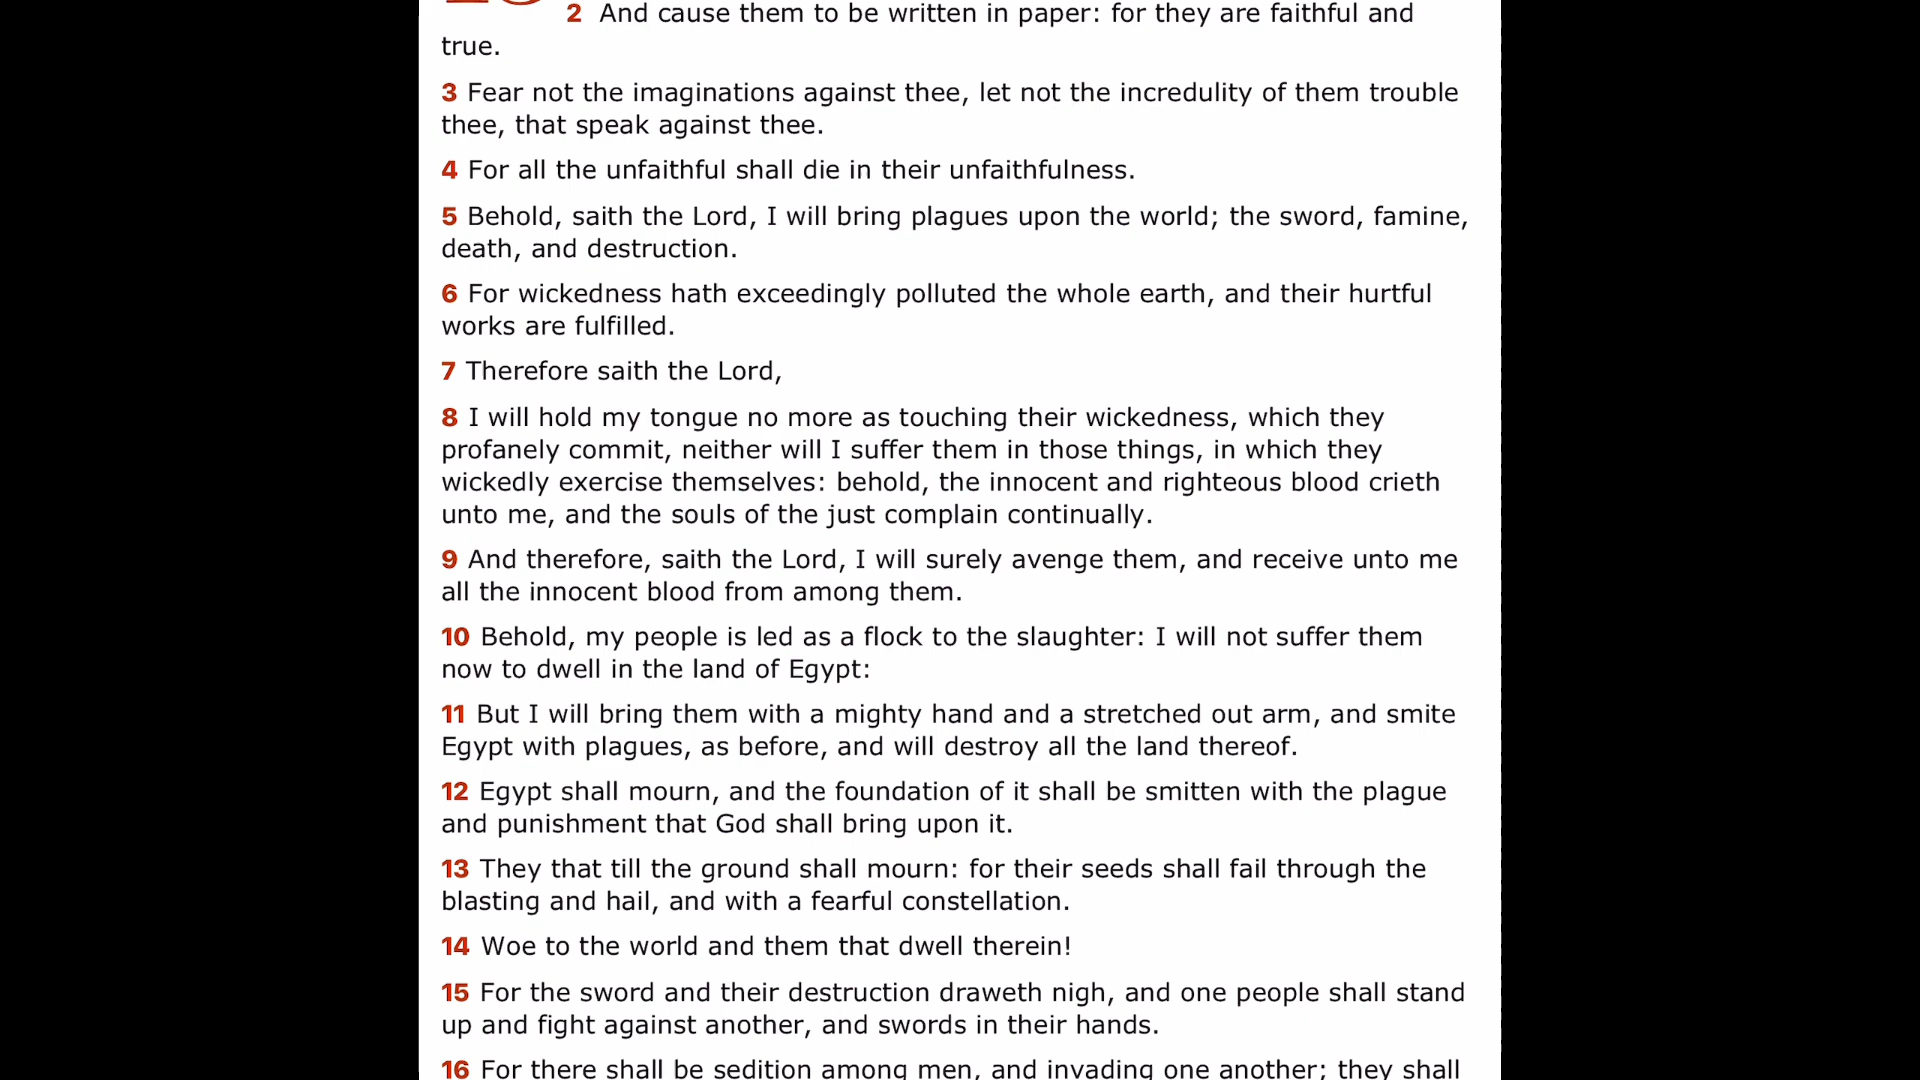 2 And cause them to be written in paper: for they are faithful and
true.
3 Fear not the imaginations against thee, let not the incredulity of them trouble
thee, that speak against thee.
4 For all the unfaithful shall die in their unfaithfulness.
5 Behold, saith the Lord, I will bring plagues upon the world; the sword, famine,
death, and destruction.
6 For wickedness hath exceedingly polluted the whole earth, and their hurtful
works are fulfilled.
7 Therefore saith the Lord,
8 I will hold my tongue no more as touching their wickedness, which they
profanely commit, neither will I suffer them in those things, in which they
wickedly exercise themselves: behold, the innocent and righteous blood crieth
unto me, and the souls of the just complain continually.
9 And therefore, saith the Lord, I will surely avenge them, and receive unto me
all the innocent blood from among them.
10 Behold, my people is led as a flock to the slaughter: I will not suffer them
now to dwell in the land of Egypt:
11 But I will bring them with a mighty hand and a stretched out arm, and smite
Egypt with plagues, as before, and will destroy all the land thereof.
12 Egypt shall mourn, and the foundation of it shall be smitten with the plague
and punishment that God shall bring upon it.
13 They that till the ground shall mourn: for their seeds shall fail through the
blasting and hail, and with a fearful constellation.
14 Woe to the world and them that dwell therein!
15 For the sword and their destruction draweth nigh, and one people shall stand
up and fight against another, and swords in their hands.
16 For there shall be sedition among men, and invading one another; they shall